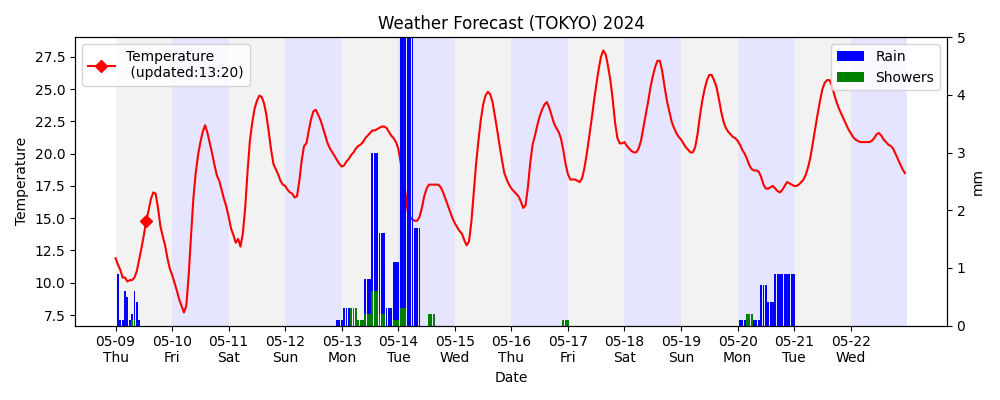 Weather Forecast (TOKYO) 2024
Temperature
(updated:13:20)
Rain
Showers
Temperature
27.5
25.0
22.5
20.0
17.5
15.0
12.5
10.0
7.5
5
4
3
2
1
0
mm
05-09 05-10 05-11 05-12 05-13 05-14 05-15 05-16 05-17 05-18 05-19 05-20 05-21 05-22
Thu Fri Sat Sun Mon Tue Wed Thu Fri Sat Sun Mon Tue Wed
Date